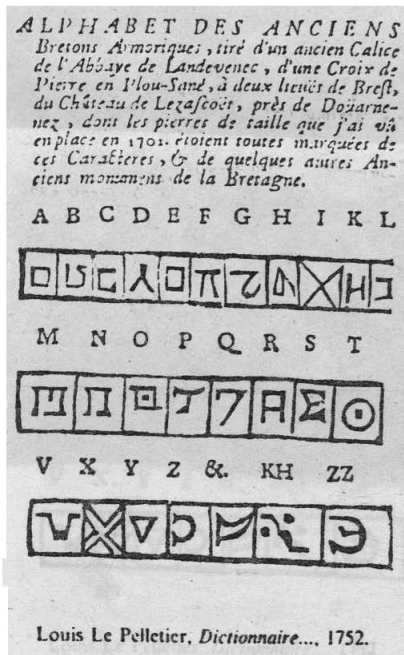 ALPHABET DES ANCIENS
Bretons Armoriques, tiré d'un ancien Calice
de l'Abbaye de Landevenec, d'une Croix de
Pierre en Plou-Sané, à deux lieuës de Brest,
du Château de Lezascoët, près de Doüarne-
nez, dont les pierres de taille que j'ai vû
en place en 1701. étoient toutes marquées de
ces Caracteres, & de quelques autres An-
ciens monumens de la Bretagne.
A B C D E F G H I K L
M N O P Q R S T
V X Y Z &. KH ZZ
Louis Le Pelletier, Dictionnaire..., 1752.